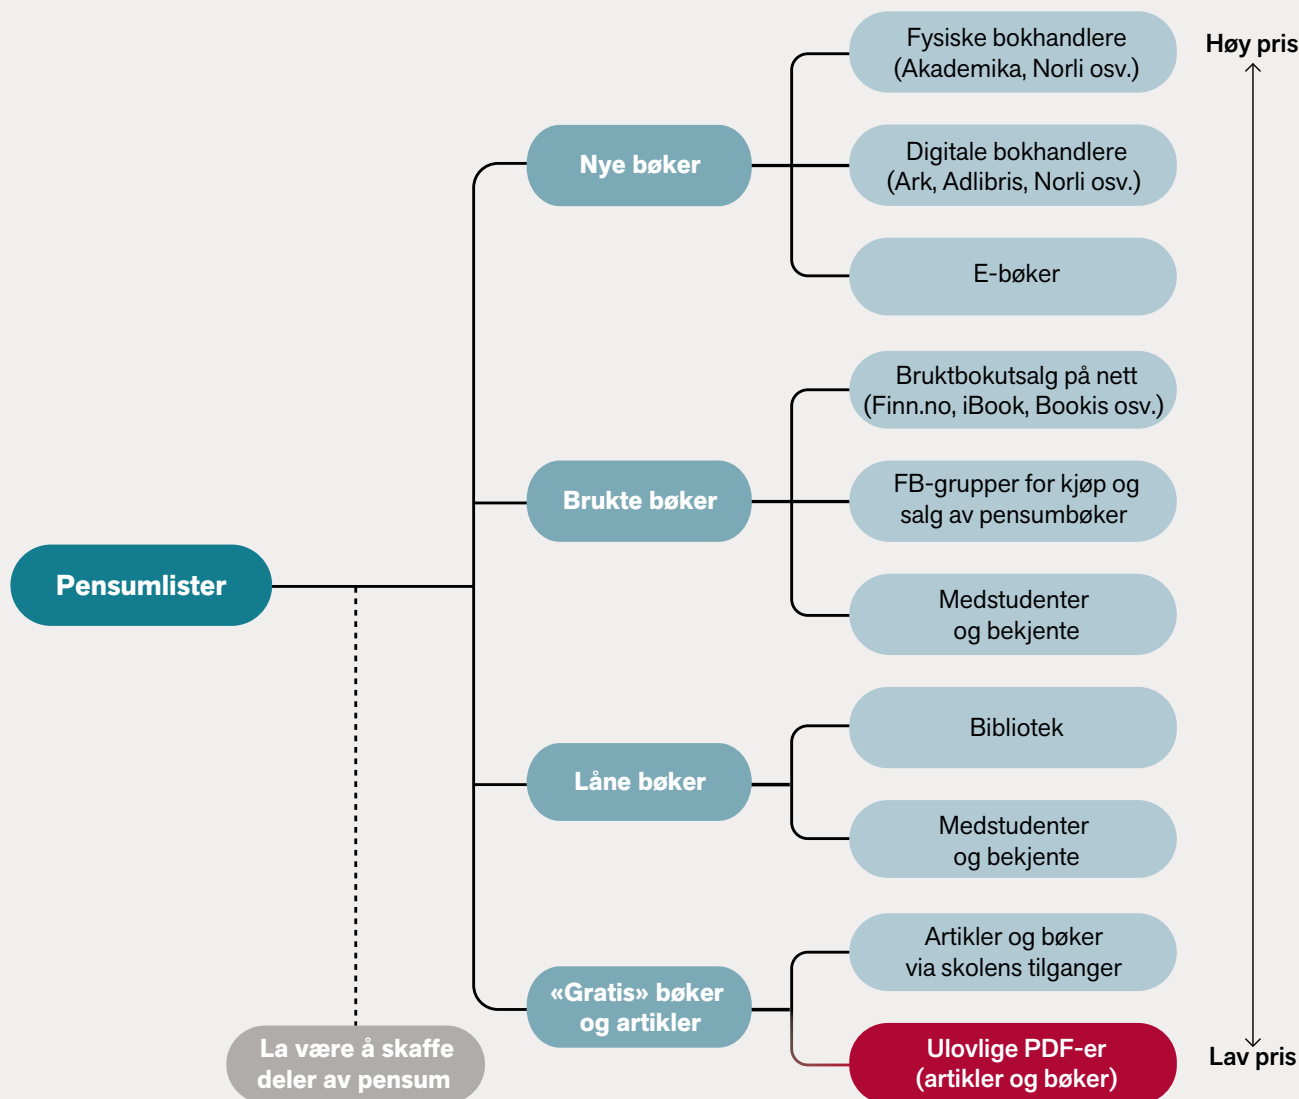 Fysiske bokhandlere
(Akademika, Norli osv.)
Høy pris
Nye bøker
Digitale bokhandlere
(Ark, Adlibris, Norli osv.)
E-bøker
Bruktbokutsalg på nett
(Finn.no, iBook, Bookis osv.)
Brukte bøker
FB-grupper for kjøp og
salg av pensumbøker
Pensumlister
Medstudenter
og bekjente
Bibliotek
Låne bøker
Medstudenter
og bekjente
Artikler og bøker
via skolens tilganger
«Gratis» bøker
og artikler
La være å skaffe
deler av pensum
Ulovlige PDF-er
(artikler og bøker)
Lav pris